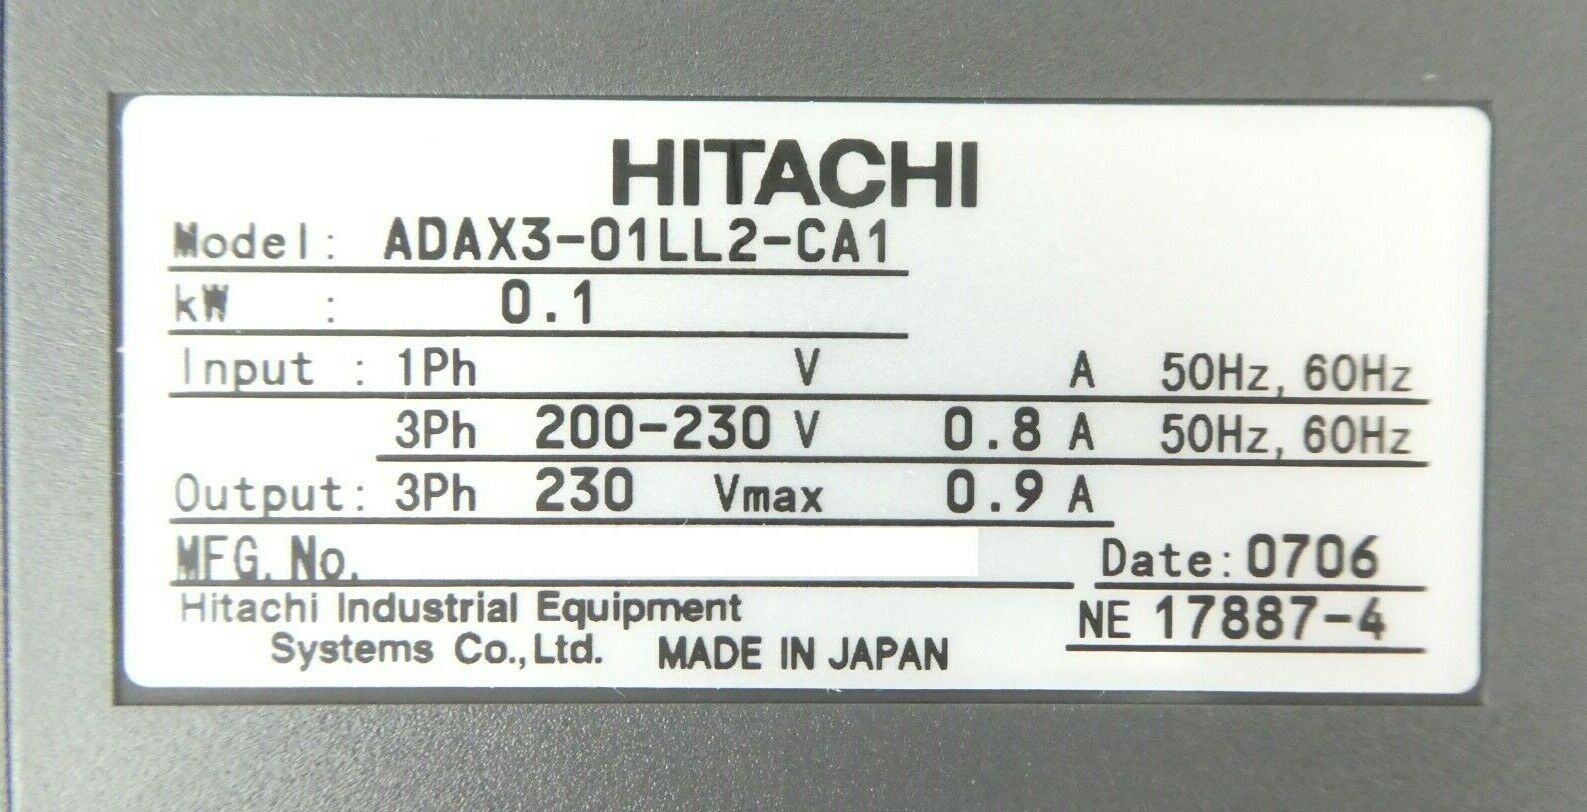 HITACHI
Model: ADAX3-01LL2-CA1
kW : 0.1
Input : 1Ph V A 50Hz, 60Hz
3Ph 200-230 V 0.8 A 50Hz, 60Hz
Output: 3Ph 230 Vmax 0.9 A
MFG. No. Date: 0706
Hitachi Industrial Equipment NE 17887-4
Systems Co., Ltd. MADE IN JAPAN